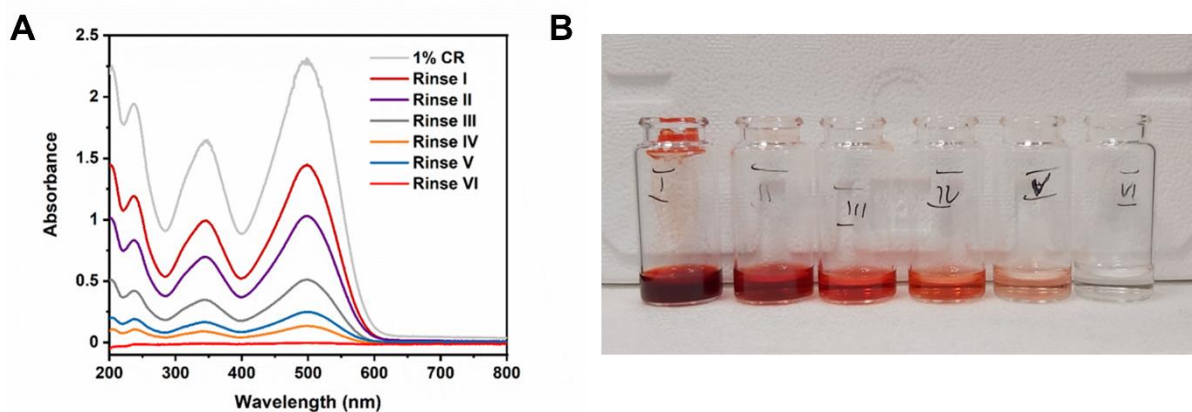 A
Absorbance
2.5
2
1.5
1
0.5
0
200 300 400 500 600 700 800
Wavelength (nm)
1% CR
Rinse I
Rinse II
Rinse III
Rinse IV
Rinse V
Rinse VI
B
I
II
III
IV
V
VI